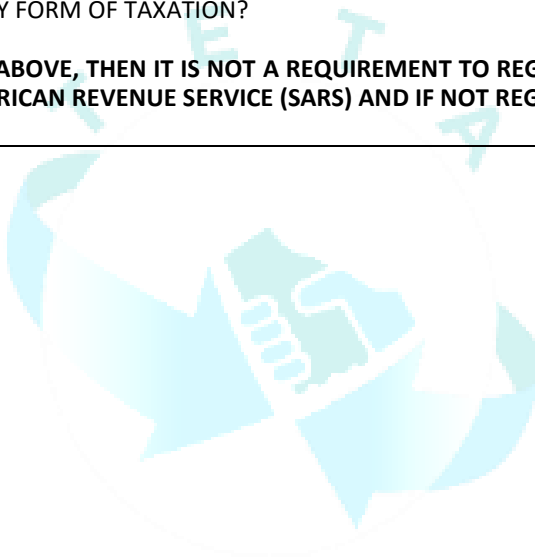 Y FORM OF TAXATION?
E T
ABOVE, THEN IT IS NOT A REQUIREMENT TO REG
RICAN REVENUE SERVICE (SARS) AND IF NOT REG
A